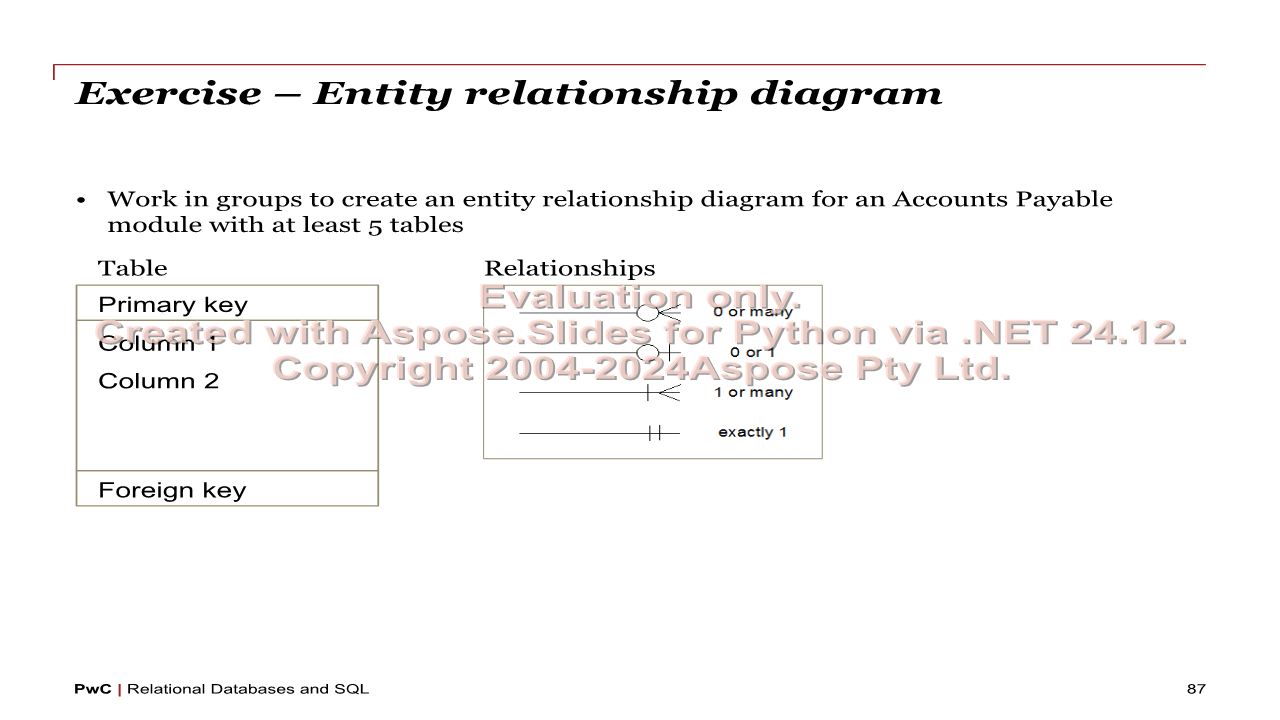 Exercise – Entity relationship diagram
• Work in groups to create an entity relationship diagram for an Accounts Payable
module with at least 5 tables
Table
Relationships
Primary key
Column 1
Column 2
Foreign key
0 or many
0 or 1
1 or many
exactly 1
Evaluation only.
Created with Aspose.Slides for Python via .NET 24.12.
Copyright 2004-2024Aspose Pty Ltd.
PwC | Relational Databases and SQL
87